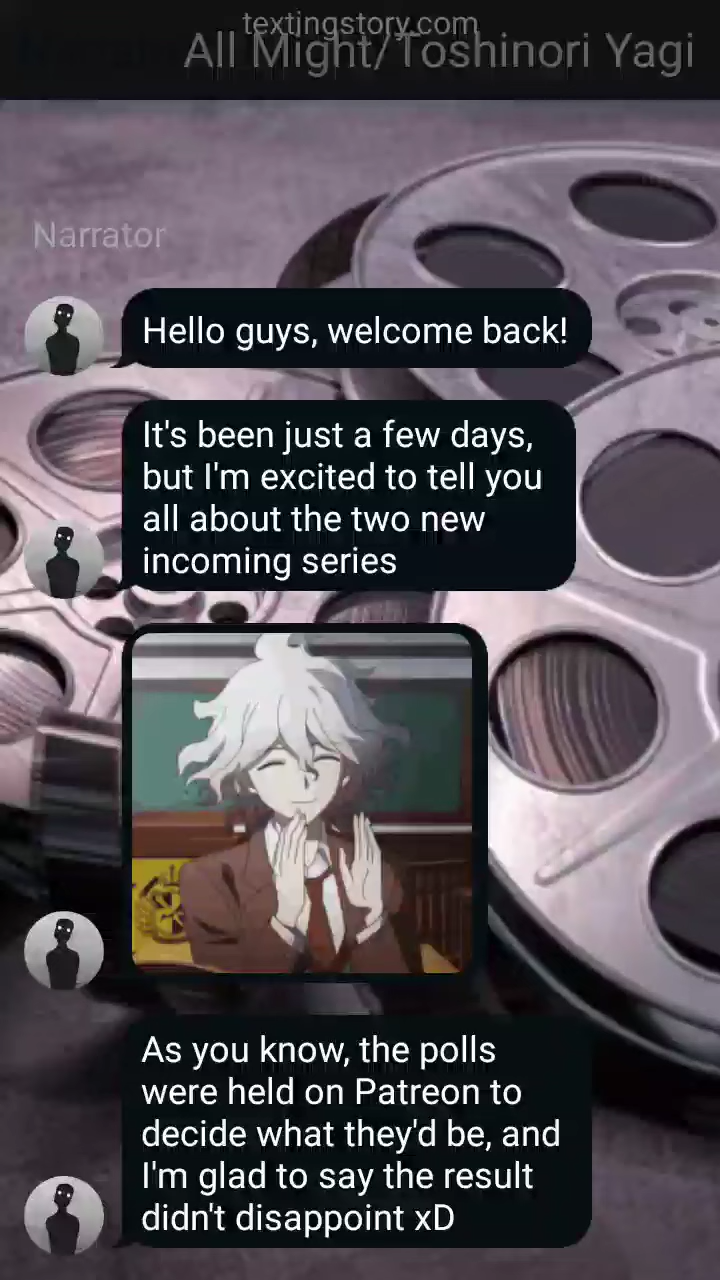 textingstory.com
All Might/Toshinori Yagi
Narrator
Hello guys, welcome back!
It's been just a few days,
but I'm excited to tell you
all about the two new
incoming series
As you know, the polls
were held on Patreon to
decide what they'd be, and
I'm glad to say the result
didn't disappoint xD